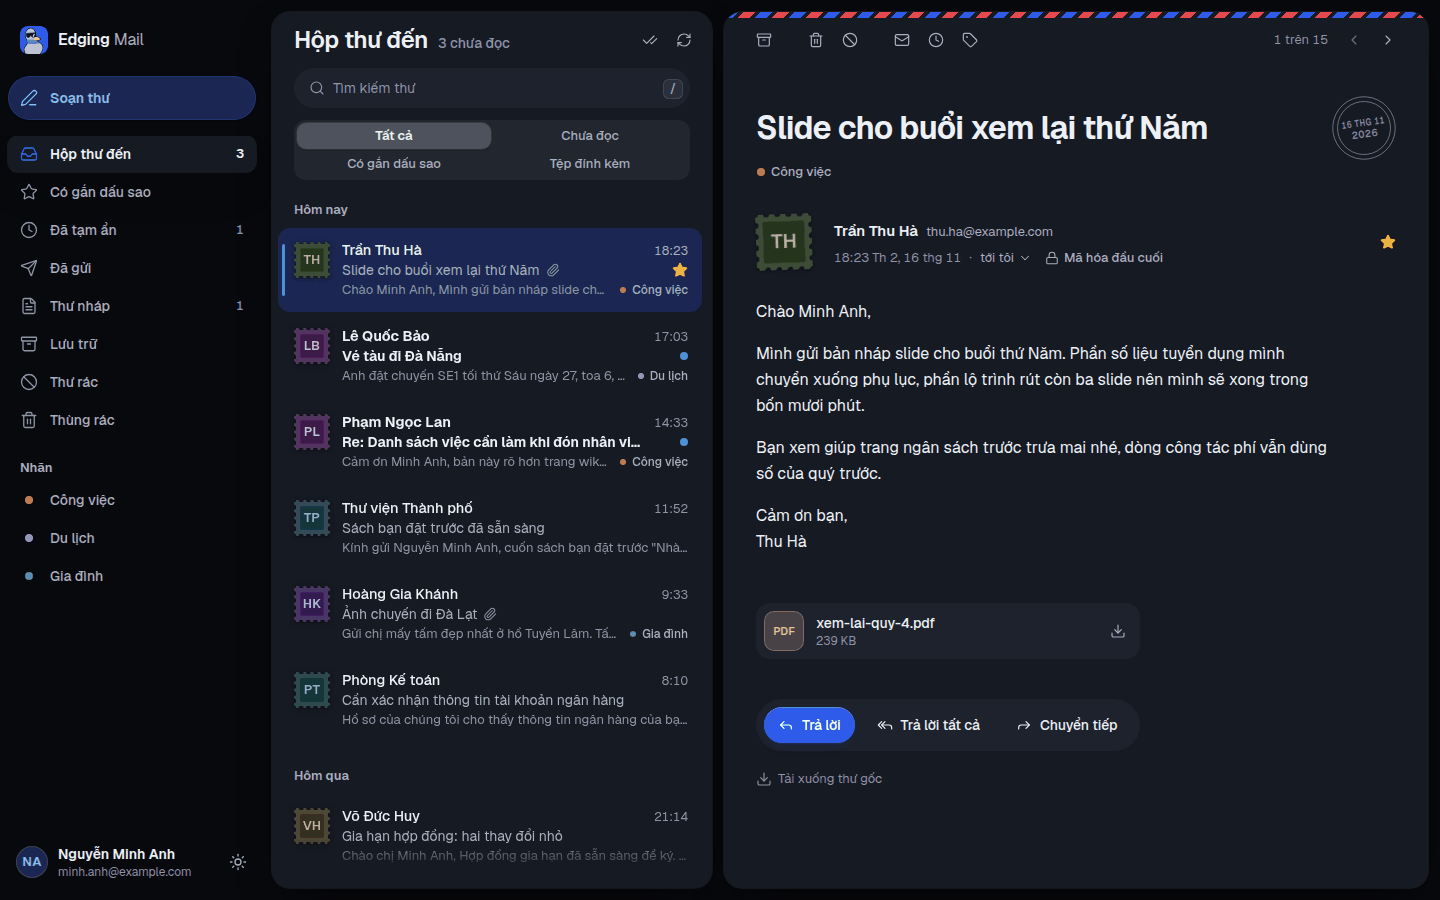 Edging Mail
Soạn thư
Hộp thư đến 3
Có gắn dấu sao
Đã tạm ẩn 1
Đã gửi
Thư nháp 1
Lưu trữ
Thư rác
Thùng rác
Nhãn
Công việc
Du lịch
Gia đình
NA
Nguyễn Minh Anh
minh.anh@example.com
Hộp thư đến 3 chưa đọc
Tìm kiếm thư /
Tất cả Chưa đọc
Có gắn dấu sao Tệp đính kèm
Hôm nay
TH
Trần Thu Hà 18:23
Slide cho buổi xem lại thứ Năm
Chào Minh Anh, Mình gửi bản nháp slide ch... Công việc
LB
Lê Quốc Bảo 17:03
Vé tàu đi Đà Nẵng
Anh đặt chuyến SE1 tối thứ Sáu ngày 27, toa 6, ... Du lịch
PL
Phạm Ngọc Lan 14:33
Re: Danh sách việc cần làm khi đón nhân vi...
Cảm ơn Minh Anh, bản này rõ hơn trang wik... Công việc
TP
Thư viện Thành phố 11:52
Sách bạn đặt trước đã sẵn sàng
Kính gửi Nguyễn Minh Anh, cuốn sách bạn đặt trước "Nhà...
HK
Hoàng Gia Khánh 9:33
Ảnh chuyến đi Đà Lạt
Gửi chị mấy tấm đẹp nhất ở hồ Tuyền Lâm. Tấ... Gia đình
PT
Phòng Kế toán 8:10
Cần xác nhận thông tin tài khoản ngân hàng
Hồ sơ của chúng tôi cho thấy thông tin ngân hàng của bạ...
Hôm qua
VH
Võ Đức Huy 21:14
Gia hạn hợp đồng: hai thay đổi nhỏ
Chào chị Minh Anh, Hợp đồng gia hạn đã sẵn sàng để ký. ...
1 trên 15
Slide cho buổi xem lại thứ Năm
16 THG 11
2026
Công việc
TH
Trần Thu Hà thu.ha@example.com
18:23 Th 2, 16 thg 11 · tới tôi Mã hóa đầu cuối
Chào Minh Anh,
Mình gửi bản nháp slide cho buổi thứ Năm. Phần số liệu tuyển dụng mình
chuyển xuống phụ lục, phần lộ trình rút còn ba slide nên mình sẽ xong trong
bốn mươi phút.
Bạn xem giúp trang ngân sách trước trưa mai nhé, dòng công tác phí vẫn dùng
số của quý trước.
Cảm ơn bạn,
Thu Hà
PDF
xem-lai-quy-4.pdf
239 KB
Trả lời Trả lời tất cả Chuyển tiếp
Tải xuống thư gốc